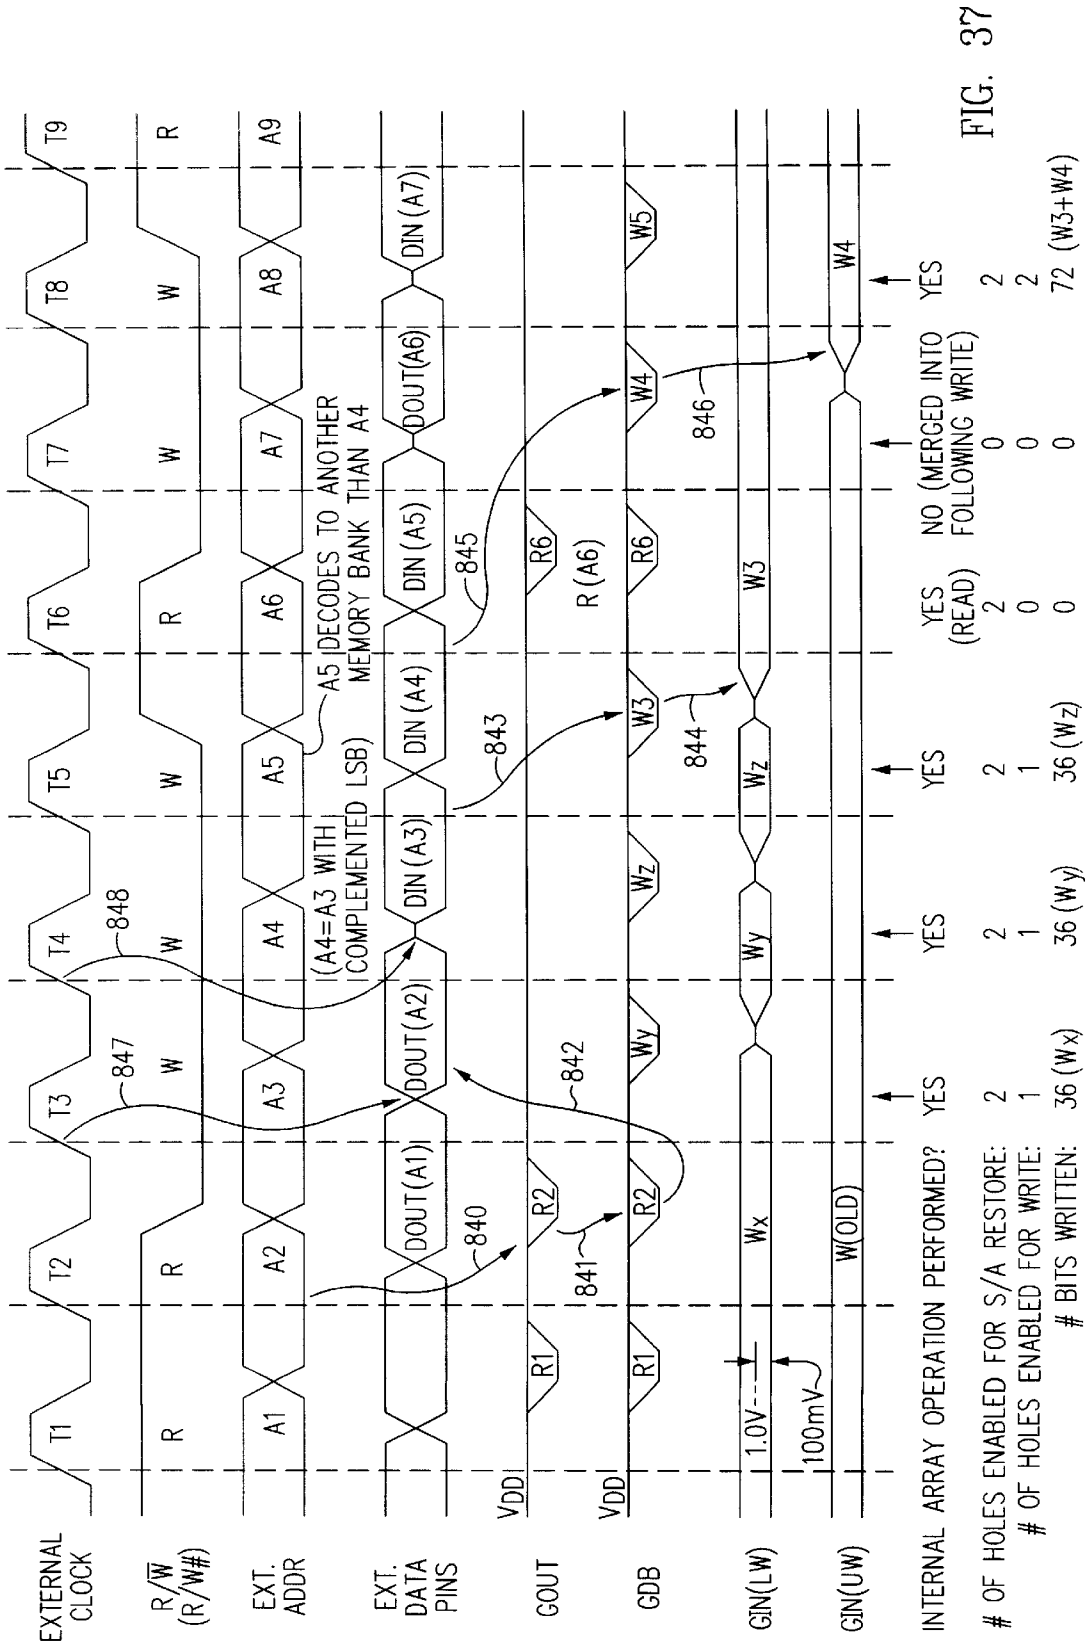 EXTERNAL
CLOCK
T1 T2 T3 T4 T5 T6 T7 T8 T9
847
848
R/W̅
(R/W#)
R R W W W R W W R
EXT.
ADDR
A1 A2 A3 A4 A5 A6 A7 A8 A9
(A4=A3 WITH
COMPLEMENTED LSB)
A5 DECODES TO ANOTHER
MEMORY BANK THAN A4
EXT.
DATA
PINS
DOUT(A1) DOUT(A2) DIN(A3) DIN(A4) DIN(A5) DOUT(A6) DIN(A7)
840
842
843
845
GOUT
VDD
R1 R2 R6
841
R(A6)
GDB
VDD
R1 R2 Wy Wz W3 R6 W4 W5
844
846
GIN(LW)
1.0V
Wx Wy Wz W3
100mV
GIN(UW)
W(OLD) W4
INTERNAL ARRAY OPERATION PERFORMED? YES YES YES YES (READ) NO (MERGED INTO FOLLOWING WRITE) YES
# OF HOLES ENABLED FOR S/A RESTORE: 2 2 2 2 0 2
# OF HOLES ENABLED FOR WRITE: 1 1 1 0 0 2
# BITS WRITTEN: 36(Wx) 36(Wy) 36(Wz) 0 0 72 (W3+W4)
FIG. 37